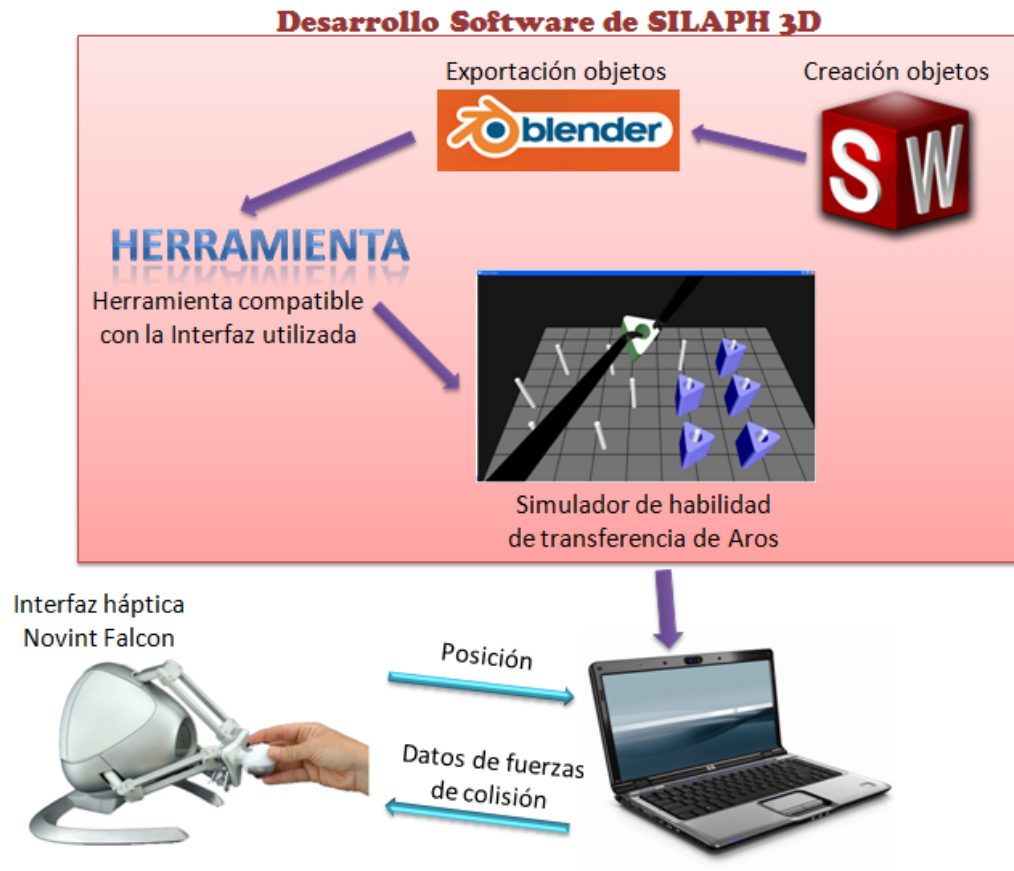 Desarrollo Software de SILAPH 3D
Exportación objetos
Creación objetos
blender
SW
HERRAMIENTA
Herramienta compatible
con la Interfaz utilizada
Simulador de habilidad
de transferencia de Aros
Interfaz háptica
Novint Falcon
Posición
Datos de fuerzas
de colisión